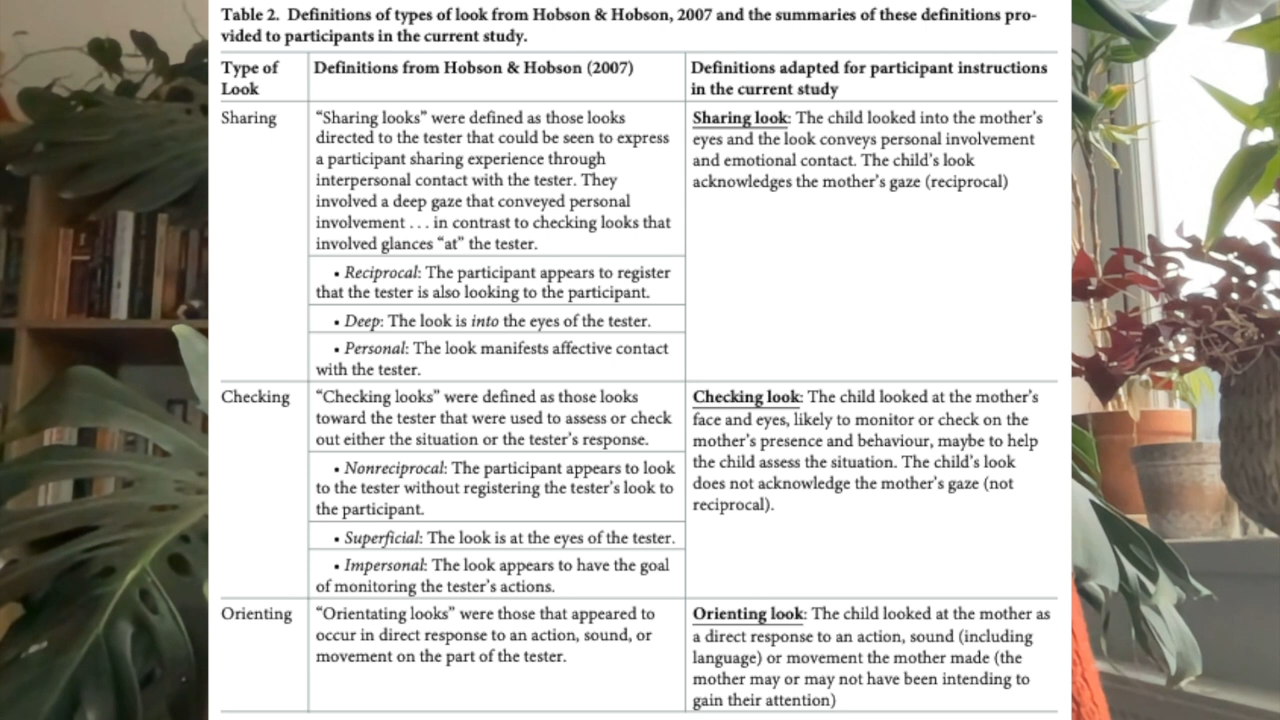 Table 2. Definitions of types of look from Hobson & Hobson, 2007 and the summaries of these definitions pro-
vided to participants in the current study.
Type of
Look
Definitions from Hobson & Hobson (2007)
Definitions adapted for participant instructions
in the current study
Sharing
“Sharing looks” were defined as those looks
directed to the tester that could be seen to express
a participant sharing experience through
interpersonal contact with the tester. They
involved a deep gaze that conveyed personal
involvement . . . in contrast to checking looks that
involved glances “at” the tester.
• Reciprocal: The participant appears to register
that the tester is also looking to the participant.
• Deep: The look is into the eyes of the tester.
• Personal: The look manifests affective contact
with the tester.
Sharing look: The child looked into the mother’s
eyes and the look conveys personal involvement
and emotional contact. The child’s look
acknowledges the mother’s gaze (reciprocal)
Checking
“Checking looks” were defined as those looks
toward the tester that were used to assess or check
out either the situation or the tester’s response.
• Nonreciprocal: The participant appears to look
to the tester without registering the tester’s look to
the participant.
• Superficial: The look is at the eyes of the tester.
• Impersonal: The look appears to have the goal
of monitoring the tester’s actions.
Checking look: The child looked at the mother’s
face and eyes, likely to monitor or check on the
mother’s presence and behaviour, maybe to help
the child assess the situation. The child’s look
does not acknowledge the mother’s gaze (not
reciprocal).
Orienting
“Orientating looks” were those that appeared to
occur in direct response to an action, sound, or
movement on the part of the tester.
Orienting look: The child looked at the mother as
a direct response to an action, sound (including
language) or movement the mother made (the
mother may or may not have been intending to
gain their attention)